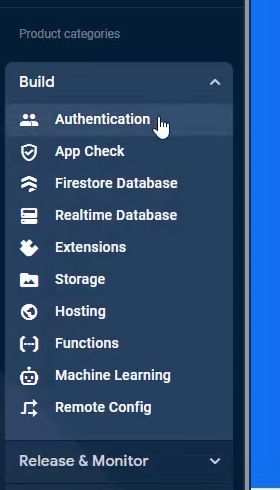 Product categories
Build
Authentication
App Check
Firestore Database
Realtime Database
Extensions
Storage
Hosting
Functions
Machine Learning
Remote Config
Release & Monitor